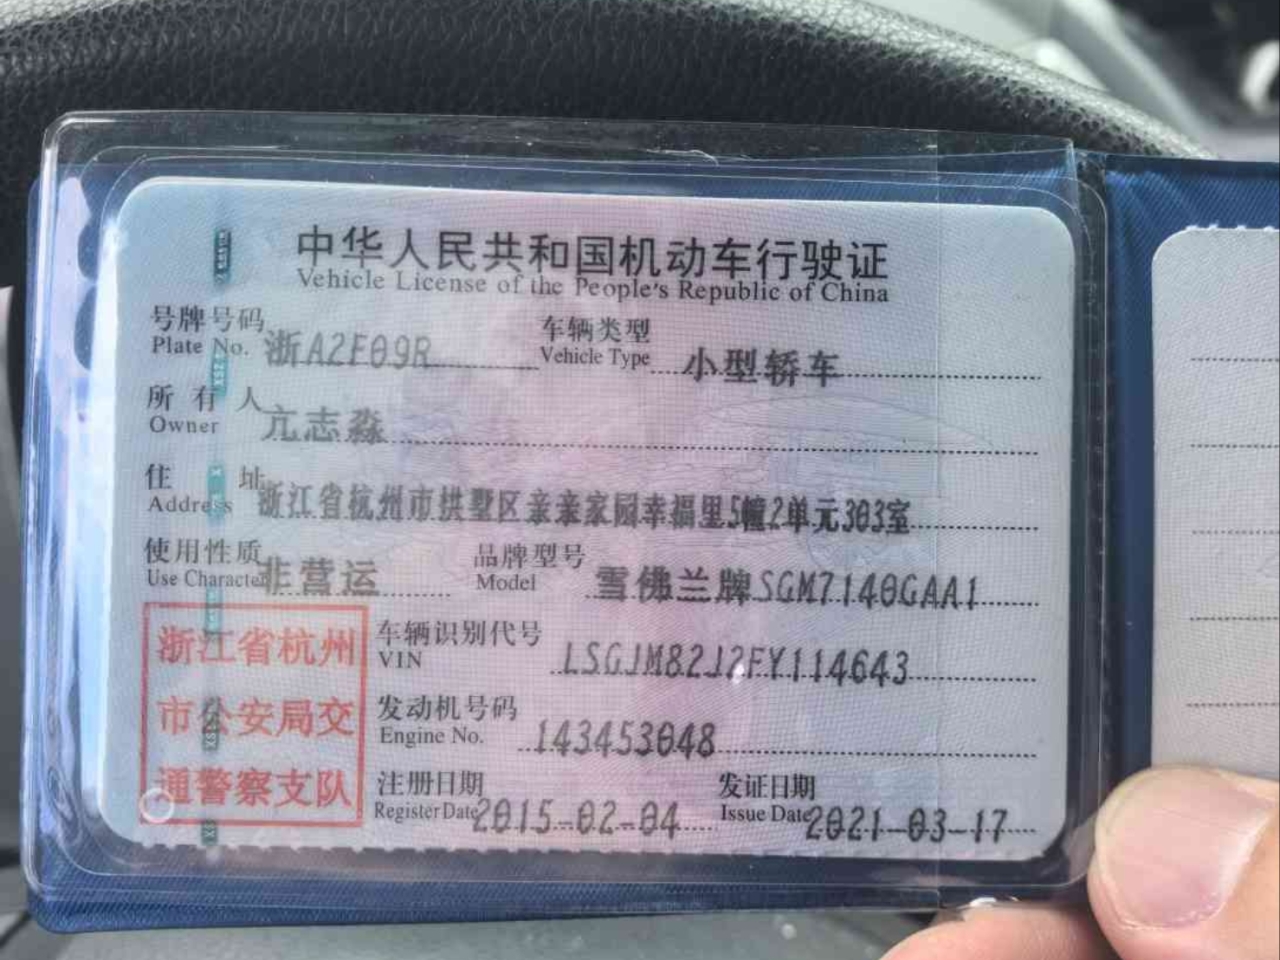 中华人民共和国机动车行驶证
Vehicle License of the People's Republic of China
号牌号码 浙A2F09R 车辆类型 小型轿车
Plate No. Vehicle Type
所有人 亢志淼
Owner
住址 浙江省杭州市拱墅区亲亲家园幸福里5幢2单元303室
Address
使用性质 非营运 品牌型号 雪佛兰牌SGM7140GAA1
Use Character Model
浙江省杭州
市公安局交
通警察支队
车辆识别代号 LSGJM82J2FY114643
VIN
发动机号码 143453048
Engine No.
注册日期 2015-02-04 发证日期 2021-03-17
Register Date Issue Date